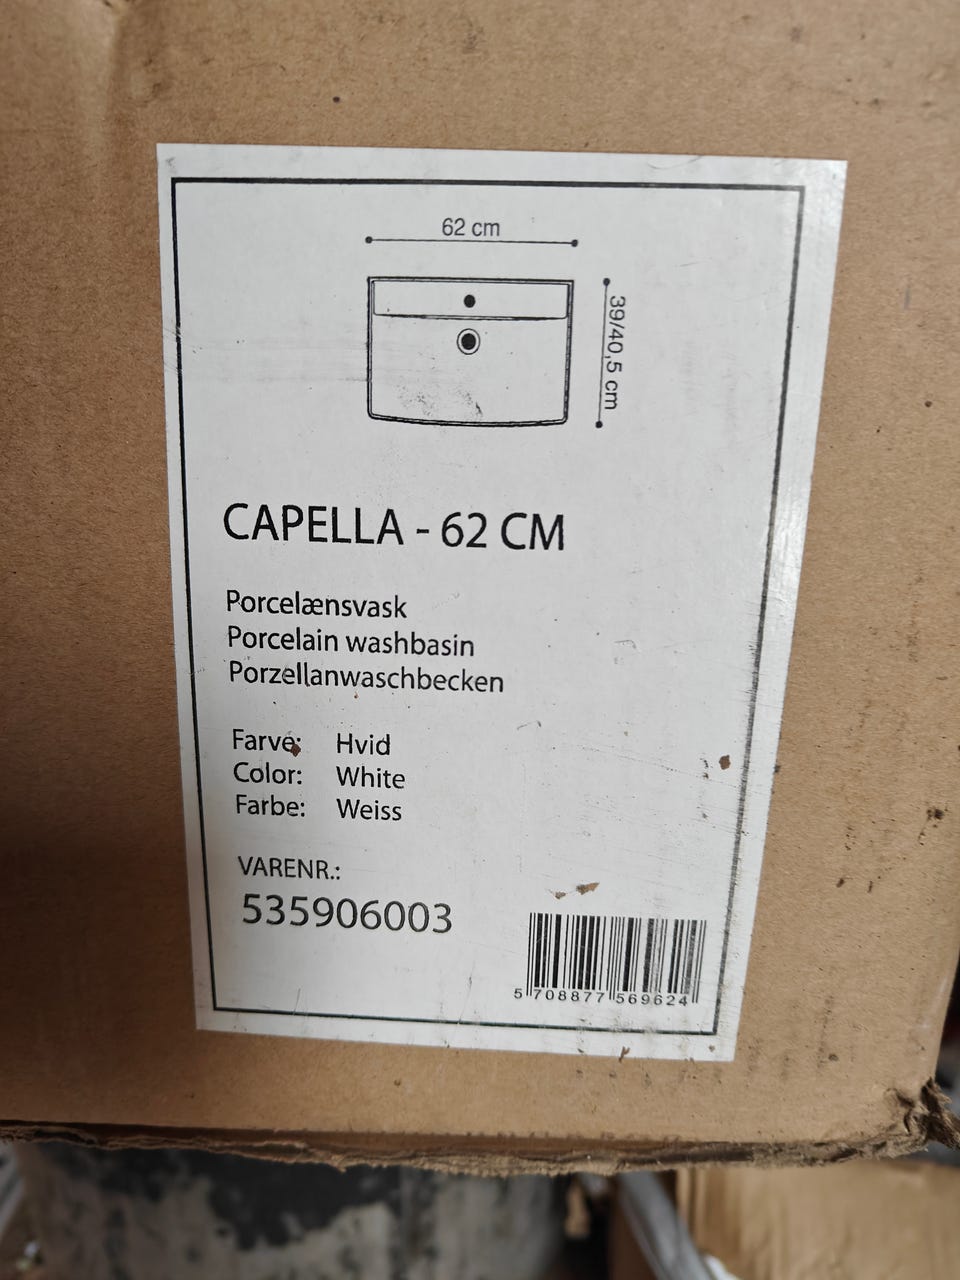 62 cm
39/40,5 cm
CAPELLA - 62 CM
Porcelænsvask
Porcelain washbasin
Porzellanwaschbecken
Farve: Hvid
Color: White
Farbe: Weiss
VARENR.:
535906003
5 708877 569624